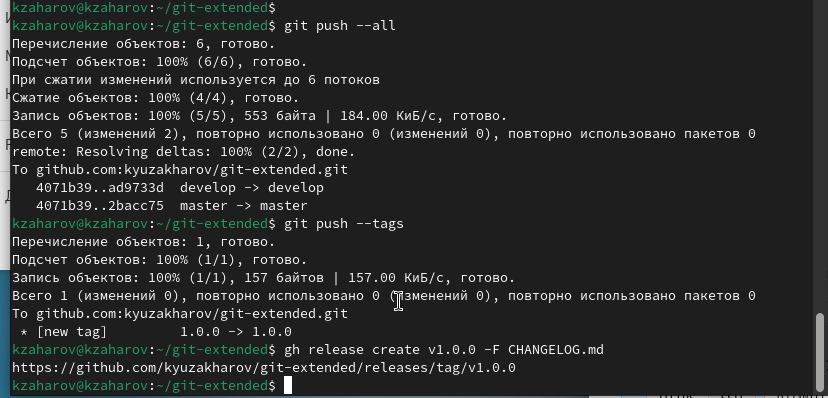 kzaharov@kzaharov:~/git-extended$
kzaharov@kzaharov:~/git-extended$ git push --all
Перечисление объектов: 6, готово.
Подсчет объектов: 100% (6/6), готово.
При сжатии изменений используется до 6 потоков
Сжатие объектов: 100% (4/4), готово.
Запись объектов: 100% (5/5), 553 байта | 184.00 КиБ/с, готово.
Всего 5 (изменений 2), повторно использовано 0 (изменений 0), повторно использовано пакетов 0
remote: Resolving deltas: 100% (2/2), done.
To github.com:kyuzakharov/git-extended.git
   4071b39..ad9733d  develop -> develop
   4071b39..2bacc75  master -> master
kzaharov@kzaharov:~/git-extended$ git push --tags
Перечисление объектов: 1, готово.
Подсчет объектов: 100% (1/1), готово.
Запись объектов: 100% (1/1), 157 байтов | 157.00 КиБ/с, готово.
Всего 1 (изменений 0), повторно использовано 0 (изменений 0), повторно использовано пакетов 0
To github.com:kyuzakharov/git-extended.git
 * [new tag]         1.0.0 -> 1.0.0
kzaharov@kzaharov:~/git-extended$ gh release create v1.0.0 -F CHANGELOG.md
https://github.com/kyuzakharov/git-extended/releases/tag/v1.0.0
kzaharov@kzaharov:~/git-extended$